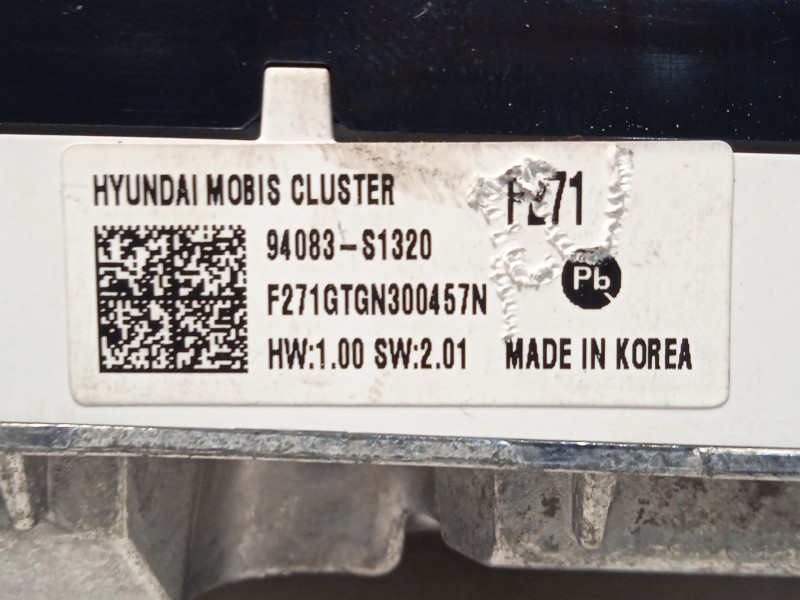 HYUNDAI MOBIS CLUSTER
F271
94083-S1320
Pb
F271GTGN300457N
HW:1.00 SW:2.01
MADE IN KOREA